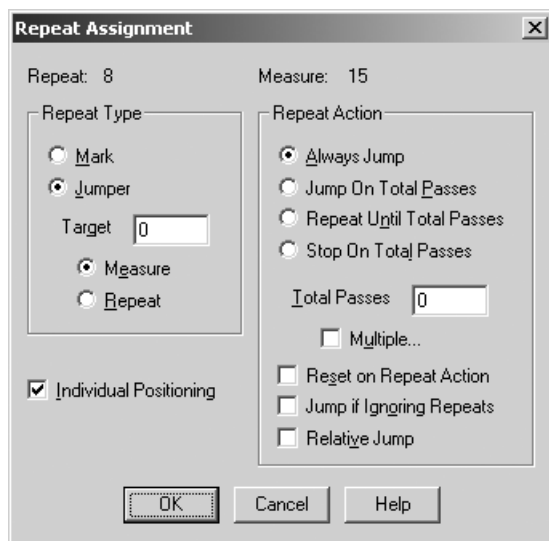 Repeat Assignment
Repeat: 8
Measure: 15
Repeat Type
Mark
Jumper
Target 0
Measure
Repeat
Individual Positioning
Repeat Action
Always Jump
Jump On Total Passes
Repeat Until Total Passes
Stop On Total Passes
Total Passes 0
Multiple...
Reset on Repeat Action
Jump if Ignoring Repeats
Relative Jump
OK
Cancel
Help